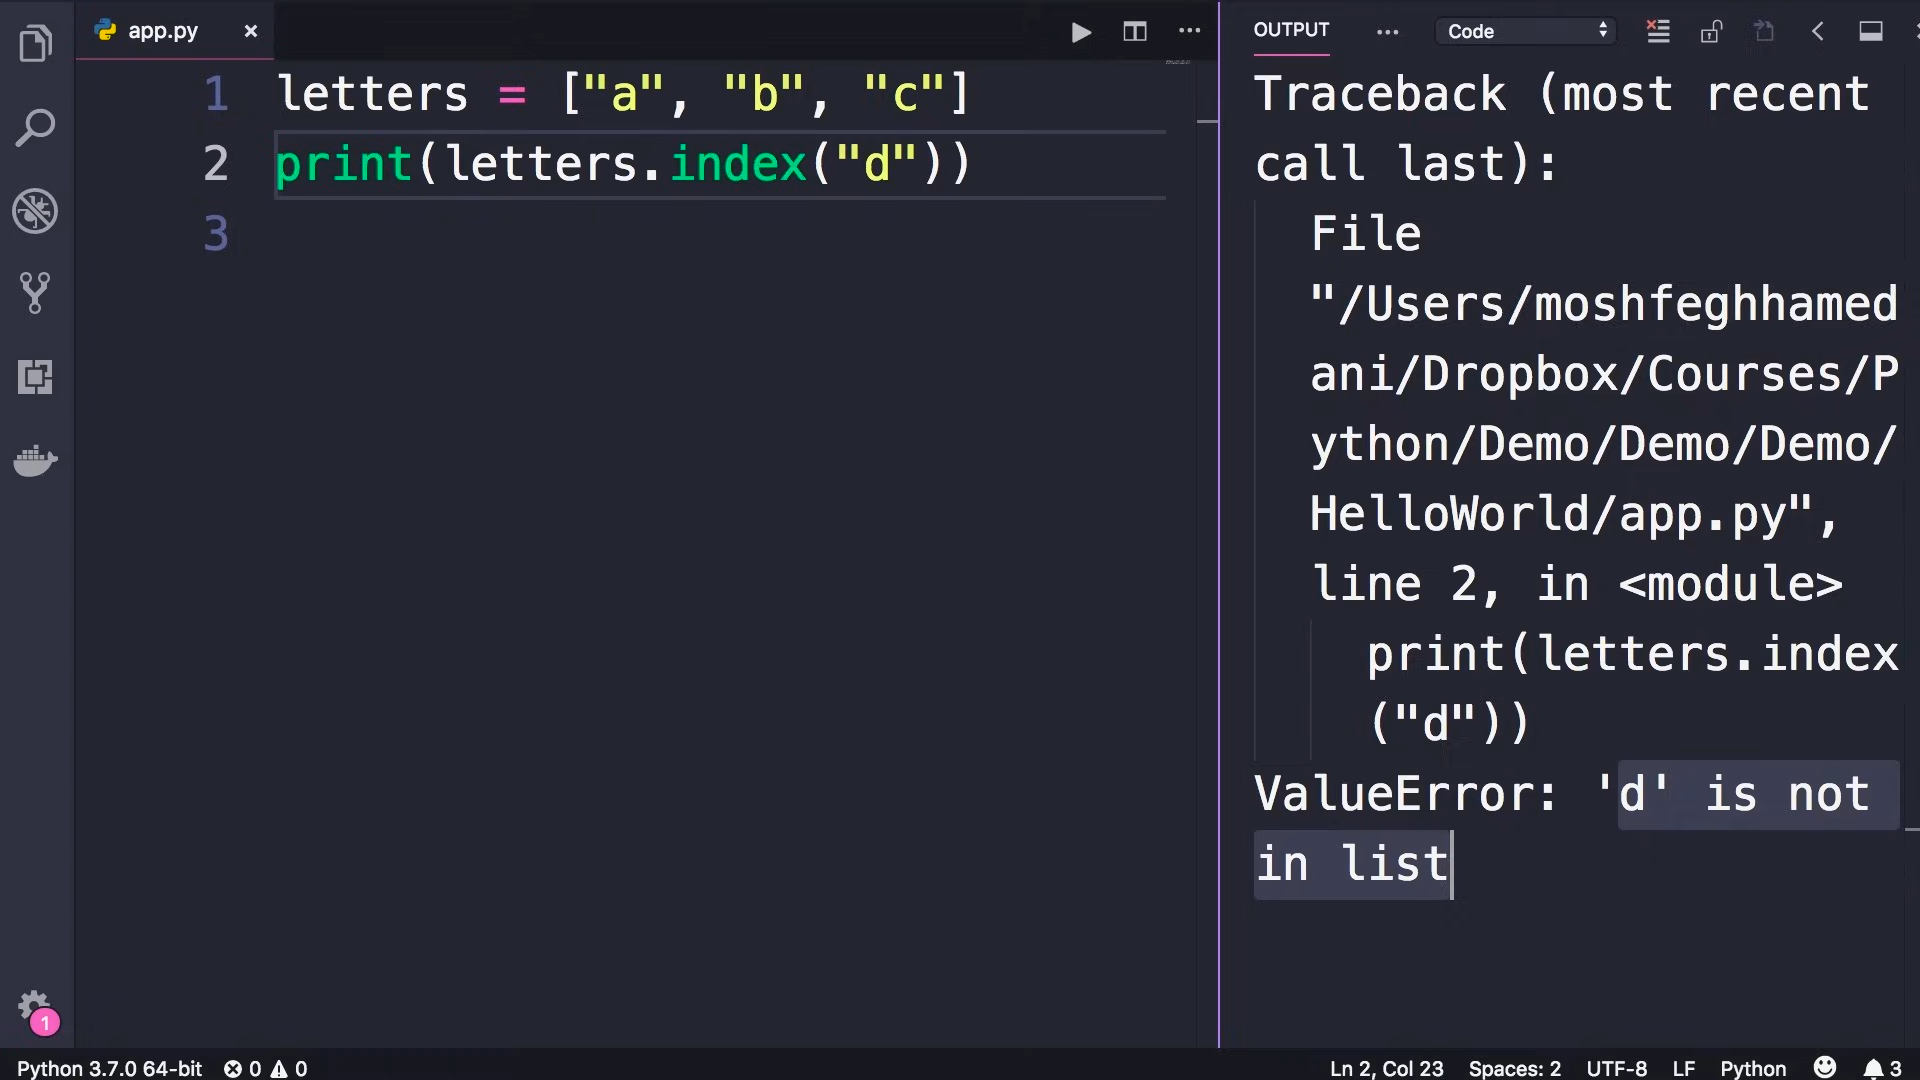 app.py
OUTPUT
Code
1 letters = ["a", "b", "c"]
2 print(letters.index("d"))
3
Traceback (most recent
call last):
File
"/Users/moshfeghhamed
ani/Dropbox/Courses/P
ython/Demo/Demo/Demo/
HelloWorld/app.py",
line 2, in <module>
print(letters.index
("d"))
ValueError: 'd' is not
in list
1
Python 3.7.0 64-bit 0 0 Ln 2, Col 23 Spaces: 2 UTF-8 LF Python 3